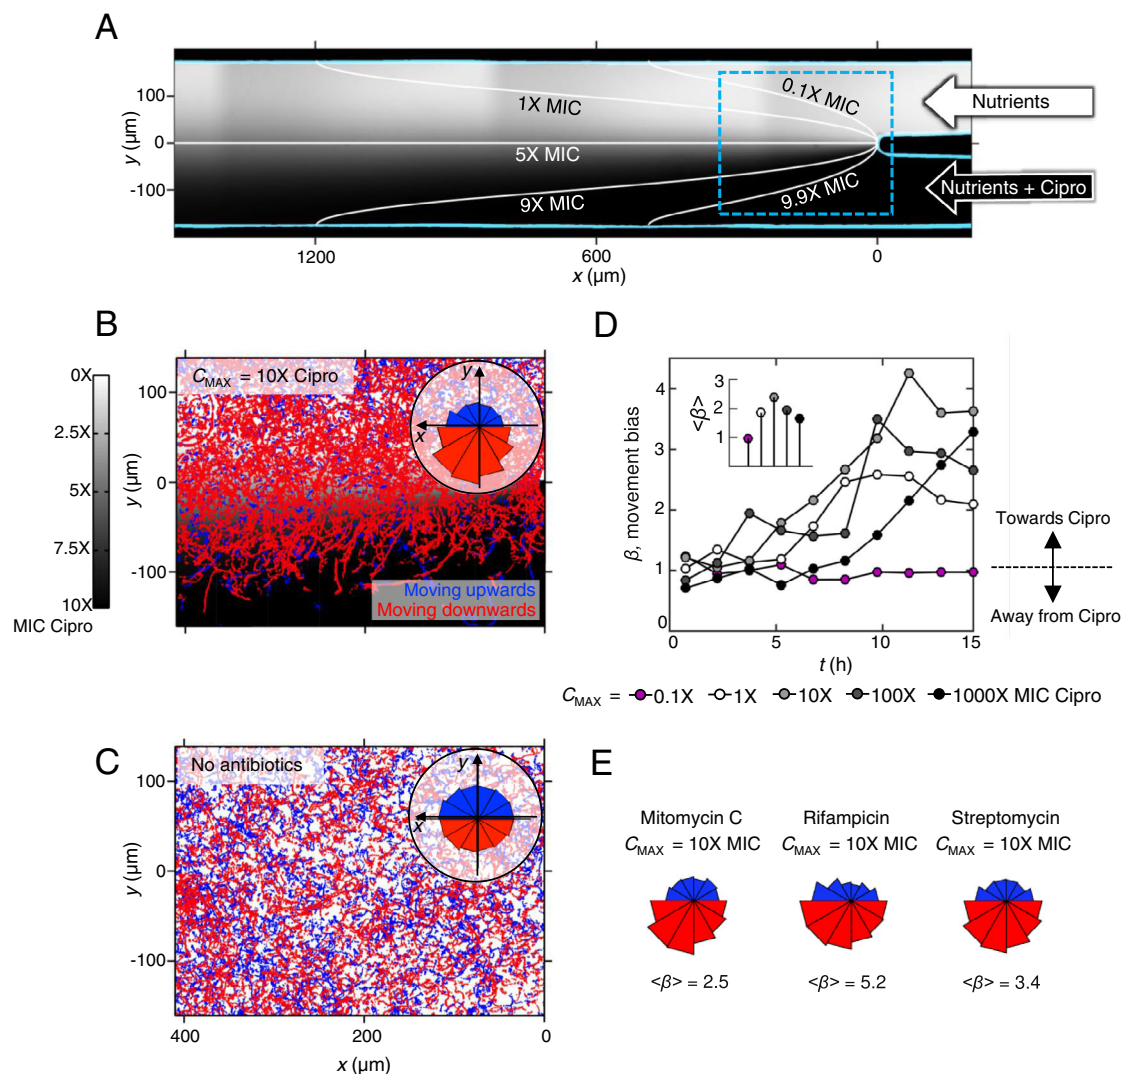 A
100
0
-100
y (µm)
0.1X MIC
1X MIC
5X MIC
9X MIC
9.9X MIC
Nutrients
Nutrients + Cipro
1200
600
0
x (µm)
B
0X
2.5X
5X
7.5X
10X
MIC Cipro
100
0
-100
y (µm)
C_MAX = 10X Cipro
y
x
Moving upwards
Moving downwards
C
No antibiotics
y
x
100
0
-100
y (µm)
400
200
0
x (µm)
D
4
3
2
1
0
β, movement bias
3
2
1
<β>
0
5
10
15
t (h)
Towards Cipro
Away from Cipro
C_MAX = 0.1X 1X 10X 100X 1000X MIC Cipro
E
Mitomycin C
C_MAX = 10X MIC
<β> = 2.5
Rifampicin
C_MAX = 10X MIC
<β> = 5.2
Streptomycin
C_MAX = 10X MIC
<β> = 3.4